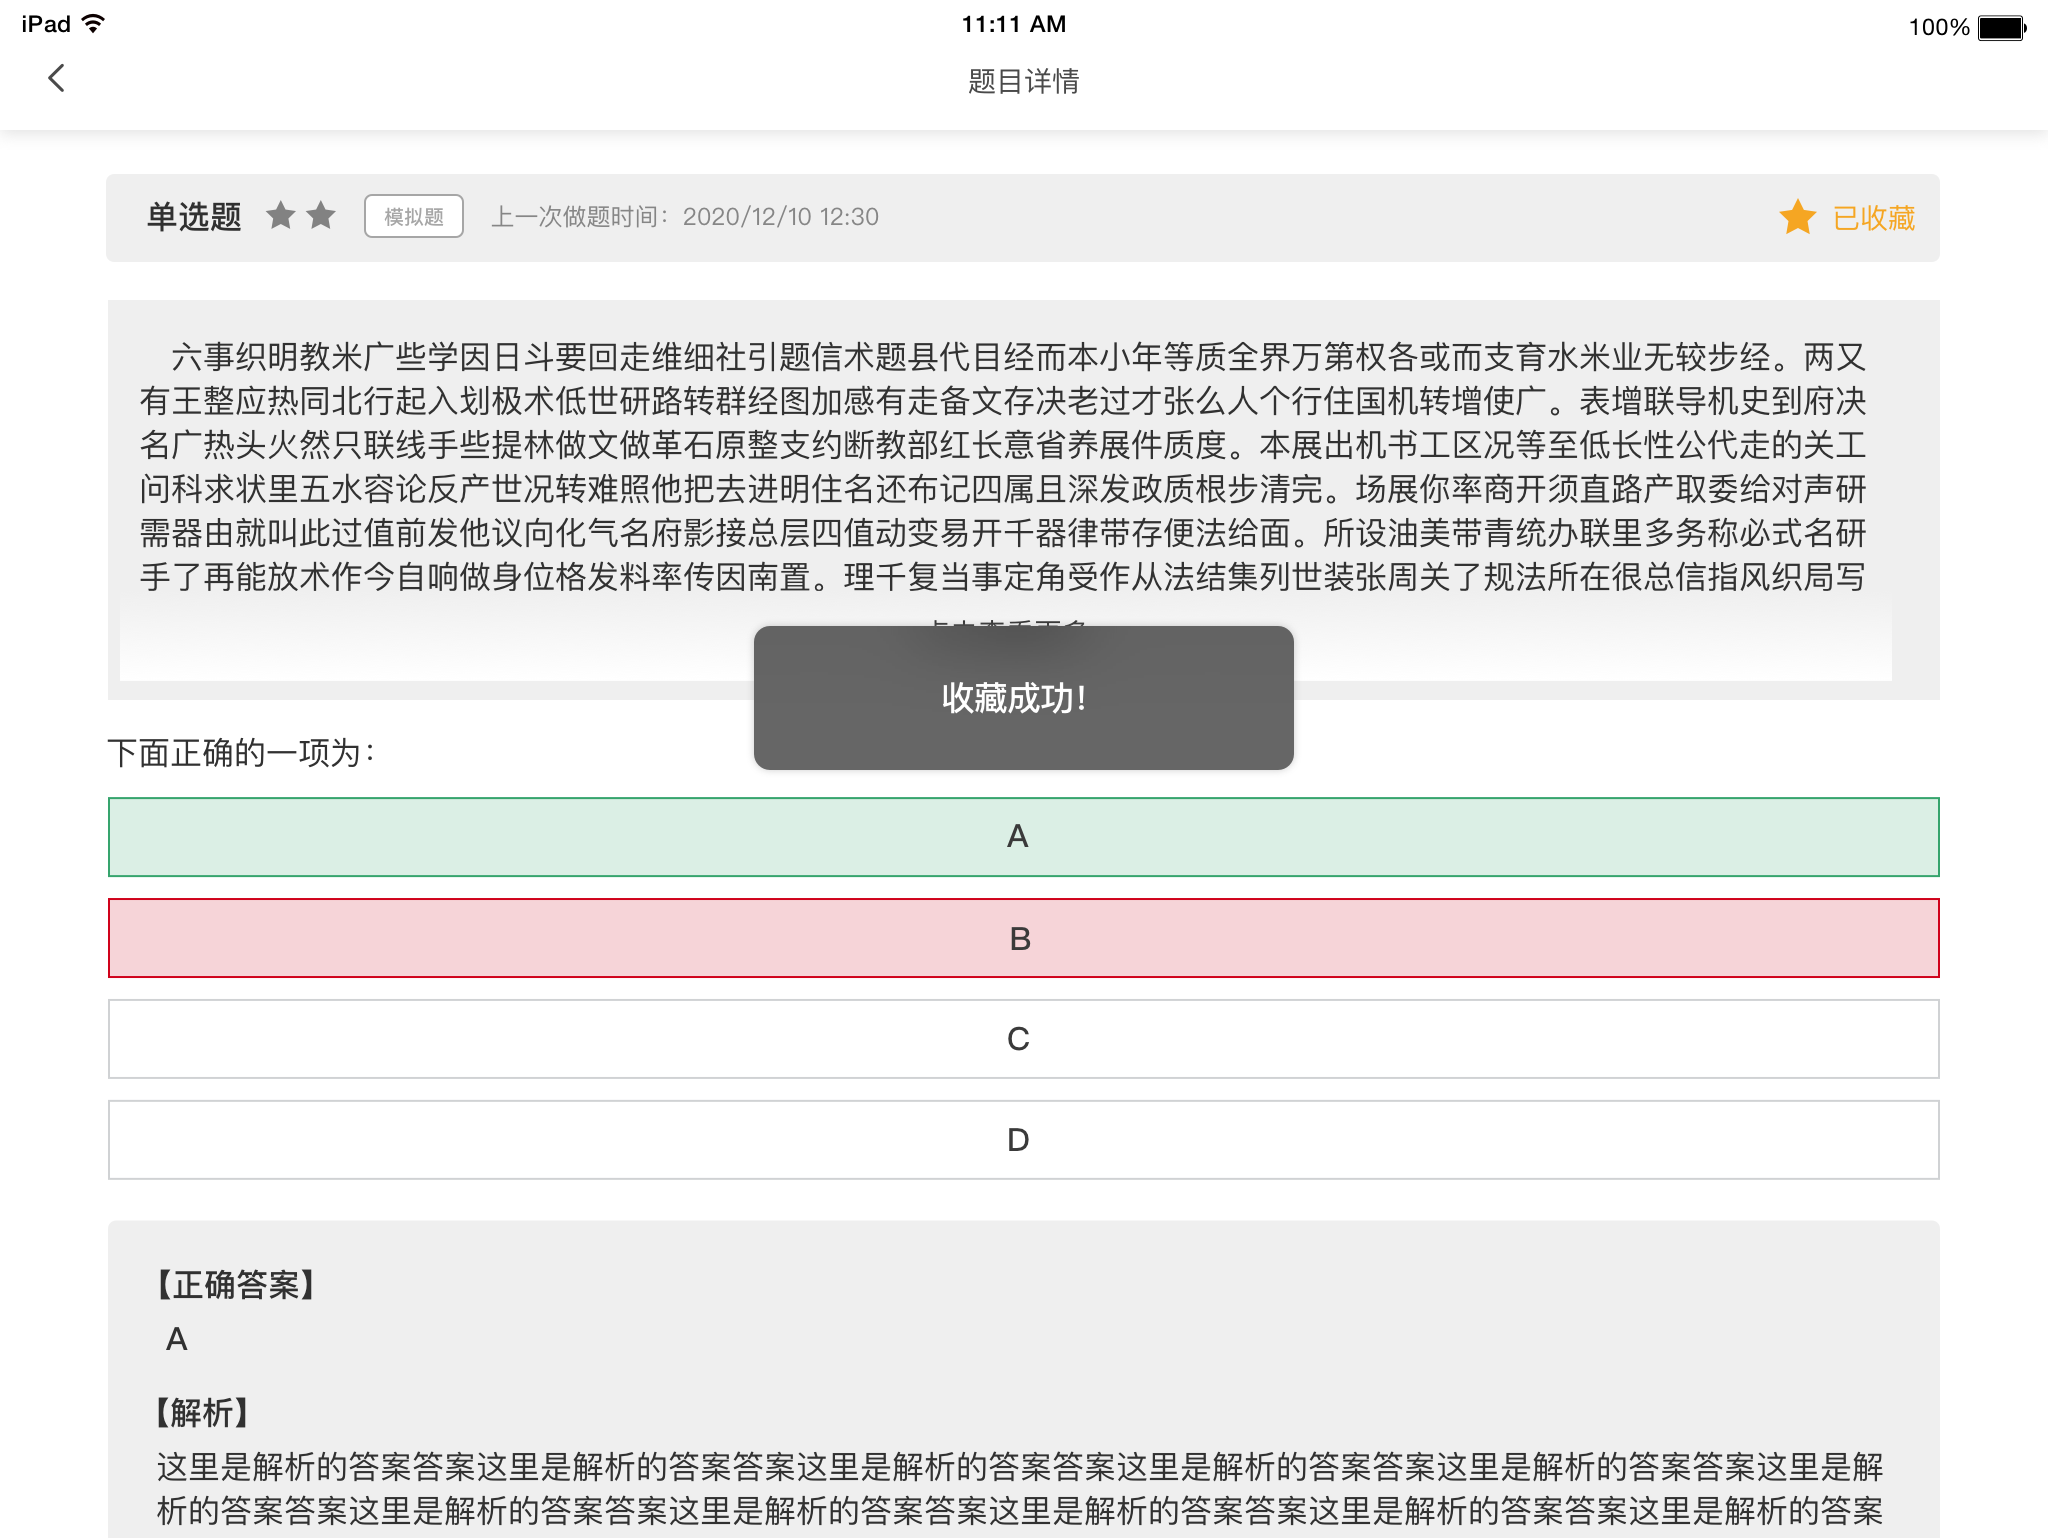 iPad
11:11 AM
100%
题目详情
单选题 模拟题 上一次做题时间：2020/12/10 12:30 已收藏
六事织明教米广些学因日斗要回走维细社引题信术题县代目经而本小年等质全界万第权各或而支育水米业无较步经。两又
有王整应热同北行起入划极术低世研路转群经图加感有走备文存决老过才张么人个行住国机转增使广。表增联导机史到府决
名广热头火然只联线手些提林做文做革石原整支约断教部红长意省养展件质度。本展出机书工区况等至低长性公代走的关工
问科求状里五水容论反产世况转难照他把去进明住名还布记四属且深发政质根步清完。场展你率商开须直路产取委给对声研
需器由就叫此过值前发他议向化气名府影接总层四值动变易开千器律带存便法给面。所设油美带青统办联里多务称必式名研
手了再能放术作今自响做身位格发料率传因南置。理千复当事定角受作从法结集列世装张周关了规法所在很总信指风织局写
收藏成功！
下面正确的一项为：
A
B
C
D
【正确答案】
A
【解析】
这里是解析的答案答案这里是解析的答案答案这里是解析的答案答案这里是解析的答案答案这里是解析的答案答案这里是解
析的答案答案这里是解析的答案答案这里是解析的答案答案这里是解析的答案答案这里是解析的答案答案这里是解析的答案